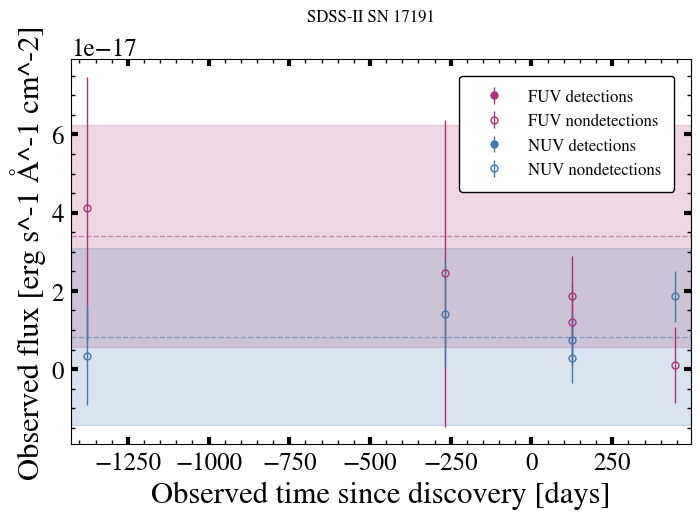 SDSS-II SN 17191
1e−17
Observed flux [erg s^-1 Å^-1 cm^-2]
6
4
2
0
FUV detections
FUV nondetections
NUV detections
NUV nondetections
−1250 −1000 −750 −500 −250 0 250
Observed time since discovery [days]